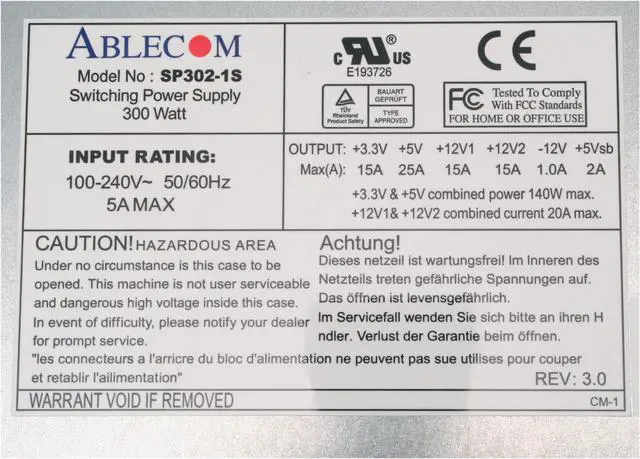 ABLECOM
Model No : SP302-1S
Switching Power Supply
300 Watt
c RU ® US
E193726
CE
TÜV
Rheinland
Product Safety
BAUART
GEPRÜFT
TYPE
APPROVED
FC Tested To Comply
With FCC Standards
FOR HOME OR OFFICE USE
INPUT RATING:
100-240V~ 50/60Hz
5A MAX
OUTPUT: +3.3V +5V +12V1 +12V2 -12V +5Vsb
Max(A): 15A 25A 15A 15A 1.0A 2A
+3.3V & +5V combined power 140W max.
+12V1& +12V2 combined current 20A max.
CAUTION! HAZARDOUS AREA
Under no circumstance is this case to be
opened. This machine is not user serviceable
and dangerous high voltage inside this case.
In event of difficulty, please notify your dealer
for prompt service.
Achtung!
Dieses netzeil ist wartungsfrei! Im Inneren des
Netzteils treten gefährliche Spannungen auf.
Das öffnen ist levensgefährlich.
Im Servicefall wenden Sie sich bitte an ihren H
ndler. Verlust der Garantie beim öffnen.
"les connecteurs a l'arricre du bloc d'alimentation ne peuvent pas sue utilises pour couper
et retablir l'ailimentation"
REV: 3.0
WARRANT VOID IF REMOVED
CM-1